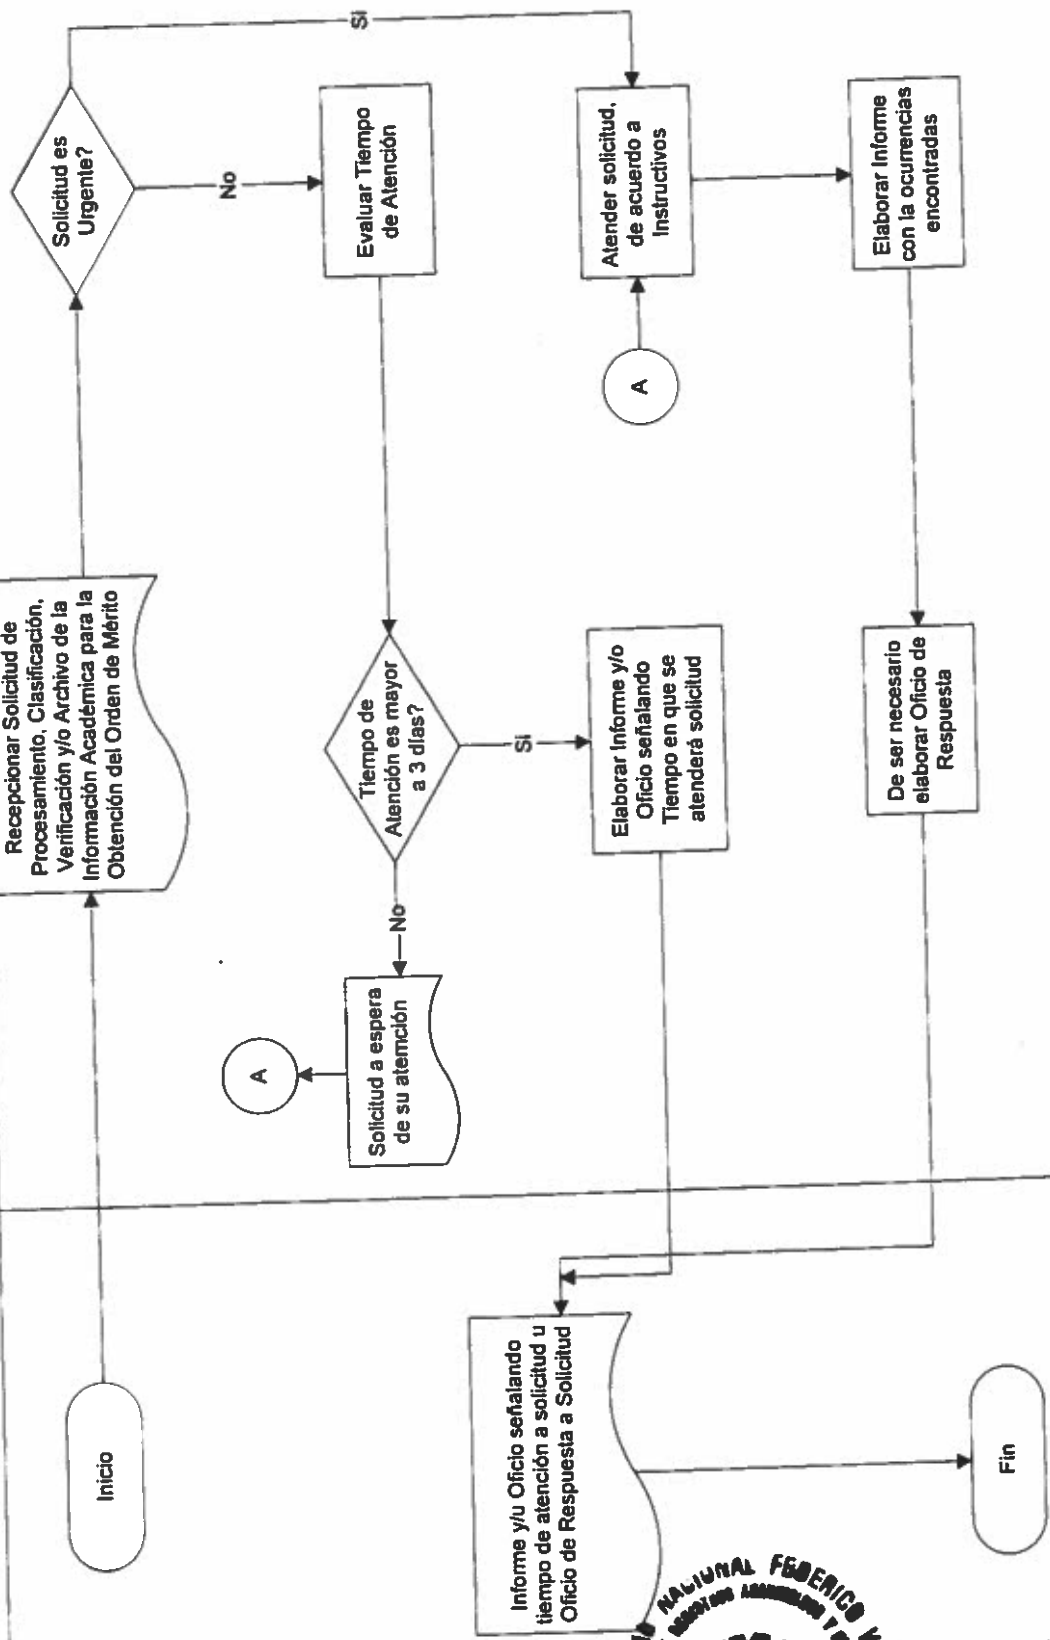 Inicio
Recepcionar Solicitud de
Procesamiento, Clasificación,
Verificación y/o Archivo de la
Información Académica para la
Obtención del Orden de Mérito
Solicitud es
Urgente?
Si
No
Evaluar Tiempo
de Atención
Tiempo de
Atención es mayor
a 3 días?
No
Si
Solicitud a espera
de su atemción
A
Elaborar Informe y/o
Oficio señalando
Tiempo en que se
atenderá solicitud
A
Atender solicitud,
de acuerdo a
Instructivos
Elaborar Informe
con la ocurrencias
encontradas
De ser necesario
elaborar Oficio de
Respuesta
Informe y/u Oficio señalando
tiempo de atención a solicitud u
Oficio de Respuesta a Solicitud
Fin
NACIONAL FEDERICO